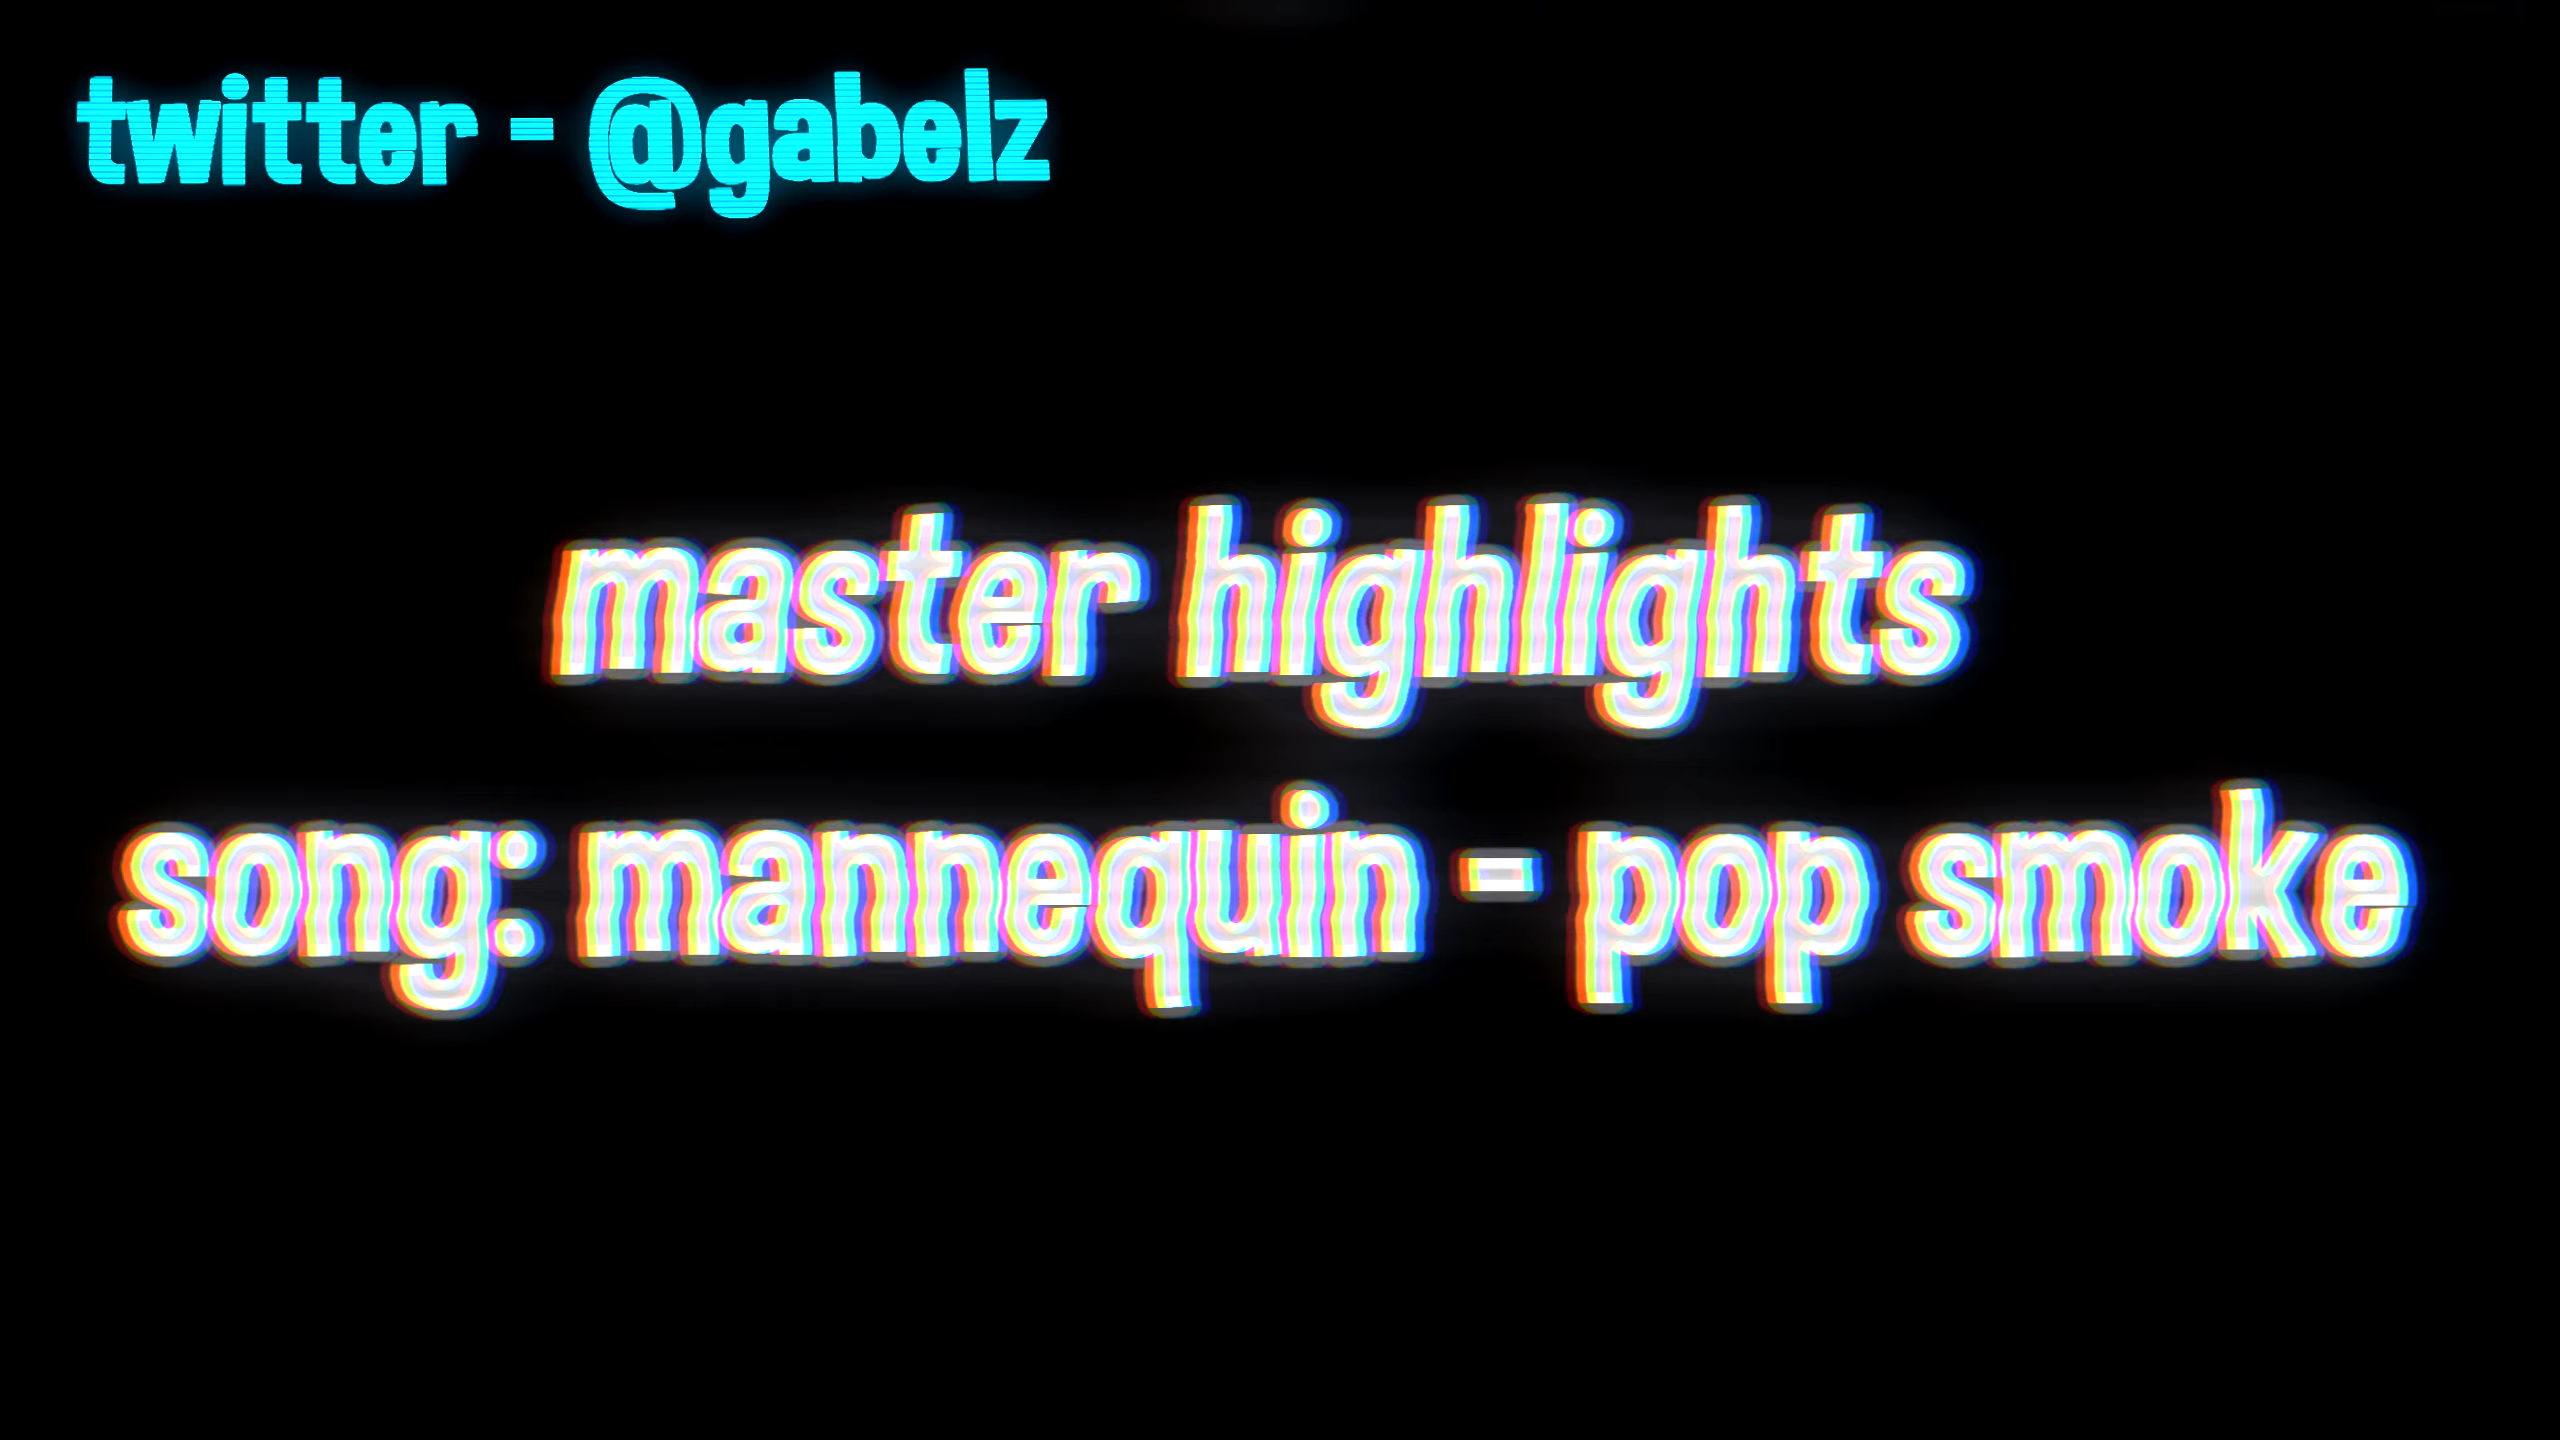 twitter - @gabelz
master highlights
song: mannequin - pop smoke